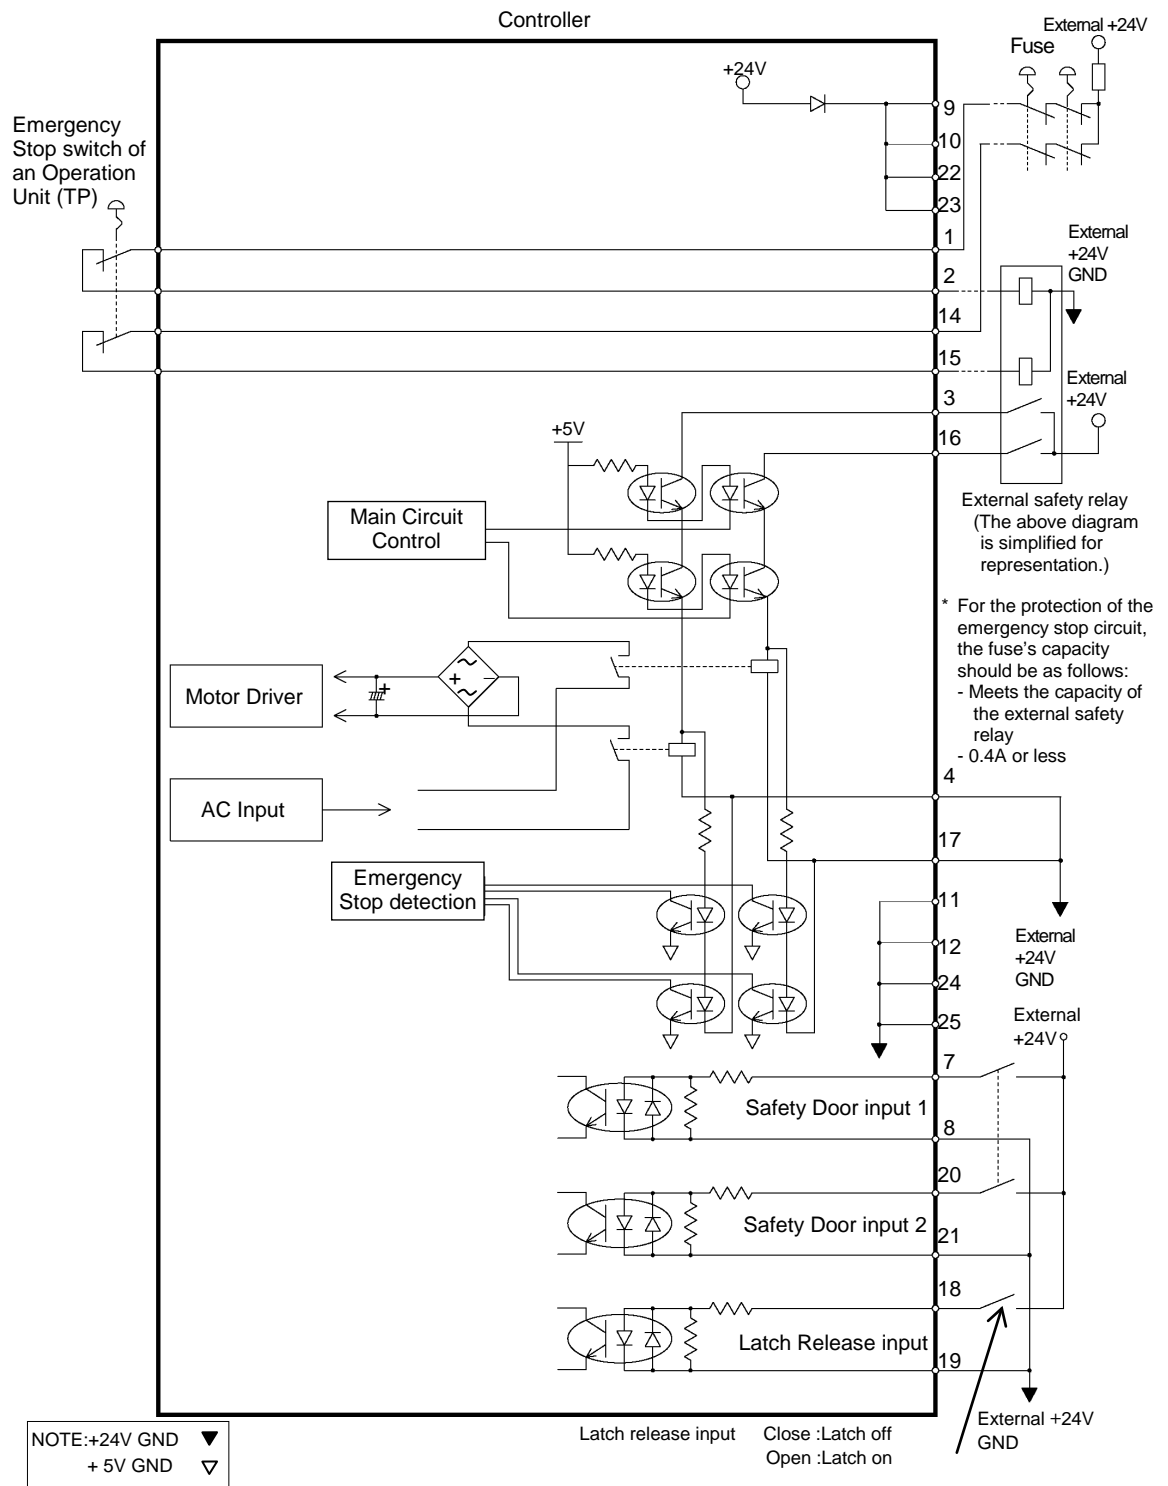 Controller
External +24V
Fuse
+24V
9
10
22
23
Emergency
Stop switch of
an Operation
Unit (TP)
1
2
14
15
External
+24V
GND
3
16
External
+24V
+5V
Main Circuit
Control
External safety relay
(The above diagram
is simplified for
representation.)
* For the protection of the
emergency stop circuit,
the fuse's capacity
should be as follows:
- Meets the capacity of
the external safety
relay
- 0.4A or less
Motor Driver
+
+
−
AC Input
4
17
Emergency
Stop detection
11
12
24
25
External
+24V
GND
External
+24V
7
Safety Door input 1
8
20
Safety Door input 2
21
18
Latch Release input
19
External +24V
GND
NOTE:+24V GND ▼
+ 5V GND ▽
Latch release input Close :Latch off
Open :Latch on